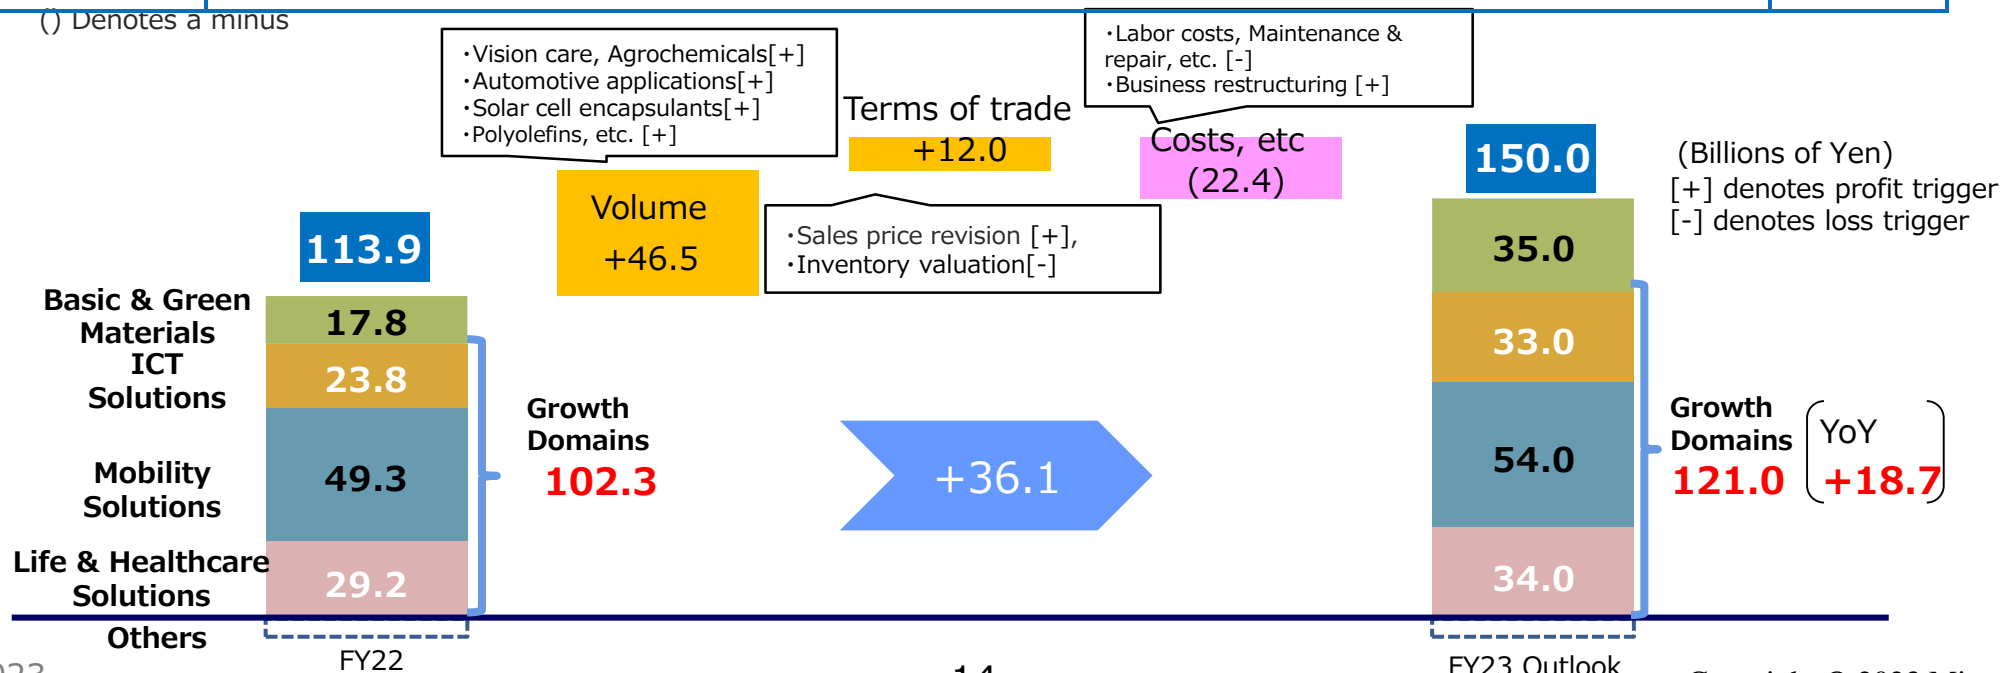 () Denotes a minus
・Vision care, Agrochemicals[+]
・Automotive applications[+]
・Solar cell encapsulants[+]
・Polyolefins, etc. [+]
Terms of trade
+12.0
・Labor costs, Maintenance &
repair, etc. [-]
・Business restructuring [+]
Costs, etc
(22.4)
150.0
(Billions of Yen)
[+] denotes profit trigger
[-] denotes loss trigger
Volume
+46.5
・Sales price revision [+],
・Inventory valuation[-]
113.9
35.0
Basic & Green
Materials
17.8
ICT
Solutions
23.8
33.0
Growth
Domains
102.3
Mobility
Solutions
49.3
+36.1
54.0
Growth
Domains
121.0
YoY
+18.7
Life & Healthcare
Solutions
29.2
34.0
Others
FY22
FY23 Outlook
14